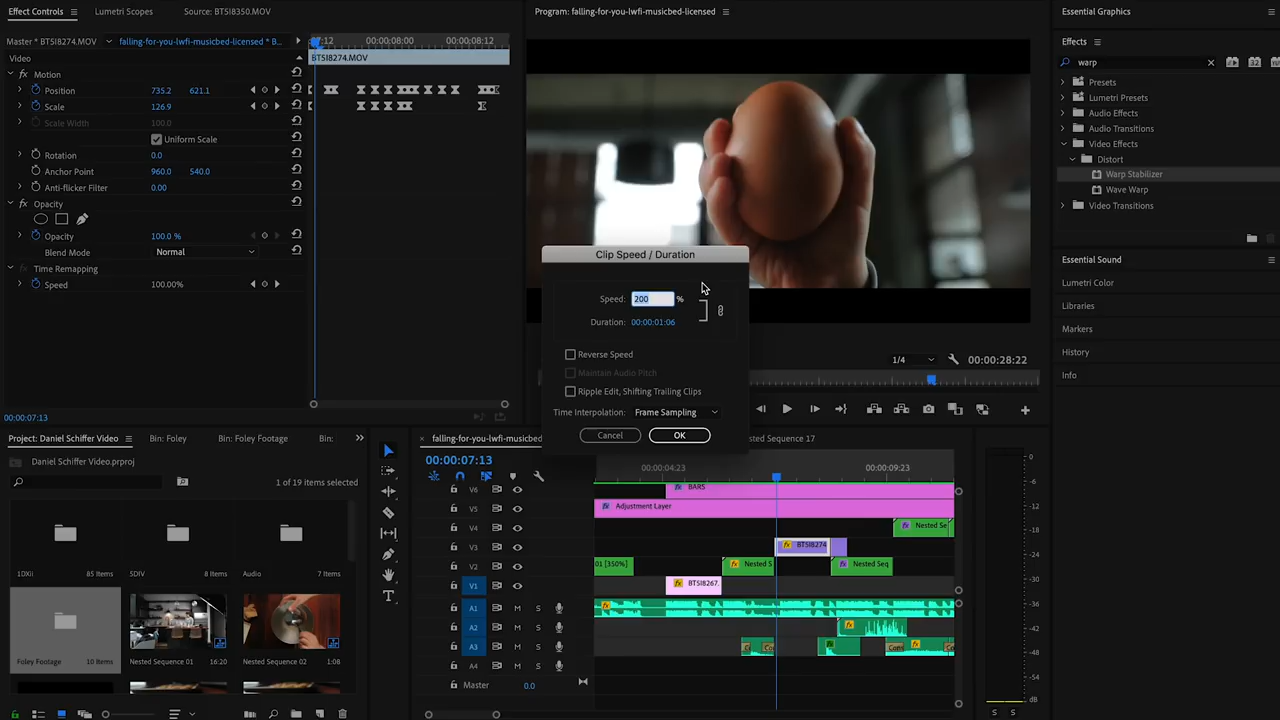 Effect Controls
Lumetri Scopes
Source: BT5I8350.MOV
Program: falling-for-you-lwfi-musicbed-licensed
Essential Graphics
Master * BT5I8274.MOV
falling-for-you-lwfi-musicbed-licensed * B...
07:12
00:00:08:00
00:00:08:12
BT5I8274.MOV
Video
Motion
Position 735.2 621.1
Scale 126.9
Scale Width 100.0
Uniform Scale
Rotation 0.0
Anchor Point 960.0 540.0
Anti-flicker Filter 0.00
Opacity
Opacity 100.0 %
Blend Mode Normal
Time Remapping
Speed 100.00%
00:00:07:13
Effects
warp
Presets
Lumetri Presets
Audio Effects
Audio Transitions
Video Effects
Distort
Warp Stabilizer
Wave Warp
Video Transitions
Essential Sound
Lumetri Color
Libraries
Markers
History
Info
Clip Speed / Duration
Speed: 200 %
Duration: 00:00:01:06
Reverse Speed
Maintain Audio Pitch
Ripple Edit, Shifting Trailing Clips
Time Interpolation: Frame Sampling
Cancel
OK
1/4
00:00:28:22
Project: Daniel Schiffer Video
Bin: Foley
Bin: Foley Footage
Bin:
Daniel Schiffer Video.prproj
1 of 19 items selected
1DXii 85 Items
SDIV 8 Items
Audio 7 Items
Foley Footage 10 Items
Nested Sequence 01 16:20
Nested Sequence 02 1:08
falling-for-you-lwfi-musicbed
Nested Sequence 17
00:00:07:13
00:00:04:23
00:00:09:23
V6
BARS
V5
Adjustment Layer
V4
Nested Se
V3
BT5I8274
V2
01 [350%]
Nested S
Nested Seq
V1
BT5I8267.
A1 M S
A2 M S
A3 M S
Cons
A4 M S
Master 0.0
0
-6
-12
-18
-24
-30
-36
-42
-48
-54
dB
S S